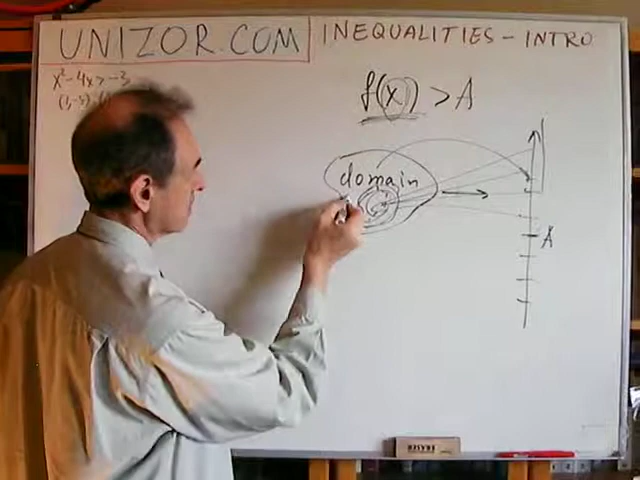 UNIZOR.COM
INEQUALITIES - INTRO
x² - 4x > -3
f(x) > A
domain
A